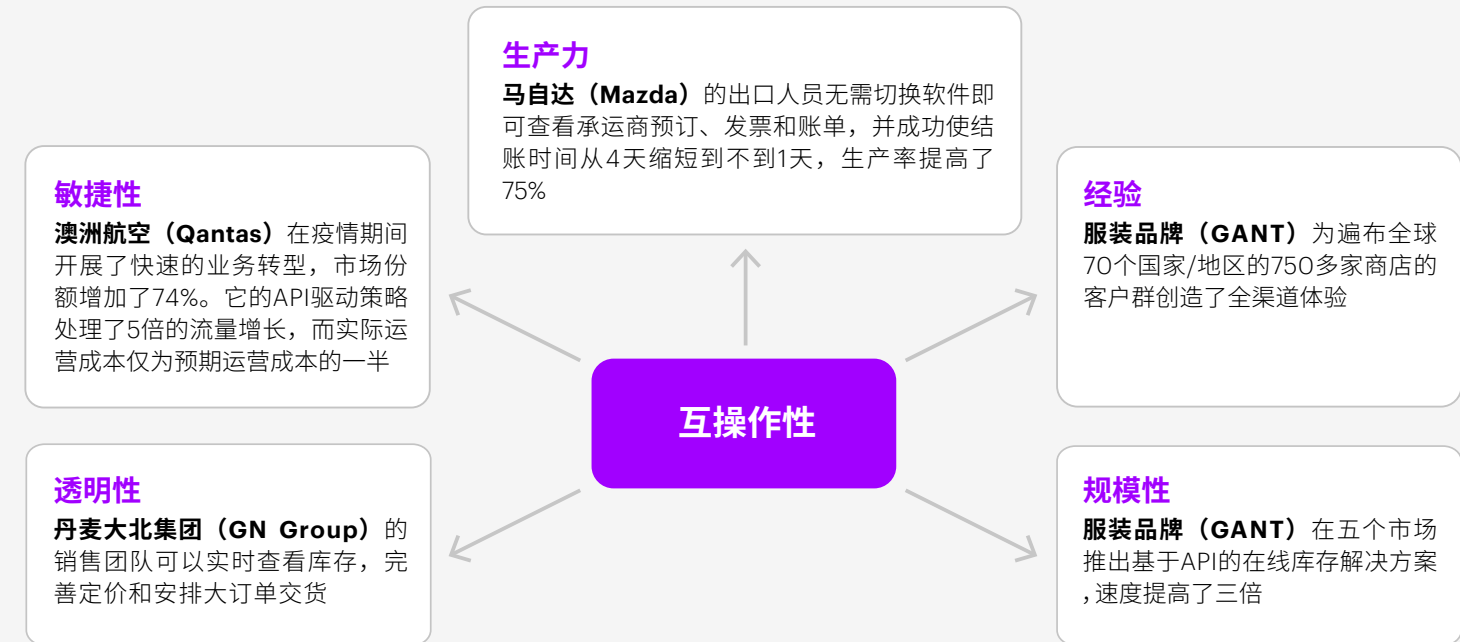 生产力
马自达（Mazda）的出口人员无需切换软件即
可查看承运商预订、发票和账单，并成功使结
账时间从4天缩短到不到1天，生产率提高了
75%
敏捷性
澳洲航空（Qantas）在疫情期间
开展了快速的业务转型，市场份
额增加了74%。它的API驱动策略
处理了5倍的流量增长，而实际运
营成本仅为预期运营成本的一半
经验
服装品牌（GANT）为遍布全球
70个国家/地区的750多家商店的
客户群创造了全渠道体验
互操作性
透明性
丹麦大北集团（GN Group）的
销售团队可以实时查看库存，完
善定价和安排大订单交货
规模性
服装品牌（GANT）在五个市场
推出基于API的在线库存解决方案
，速度提高了三倍